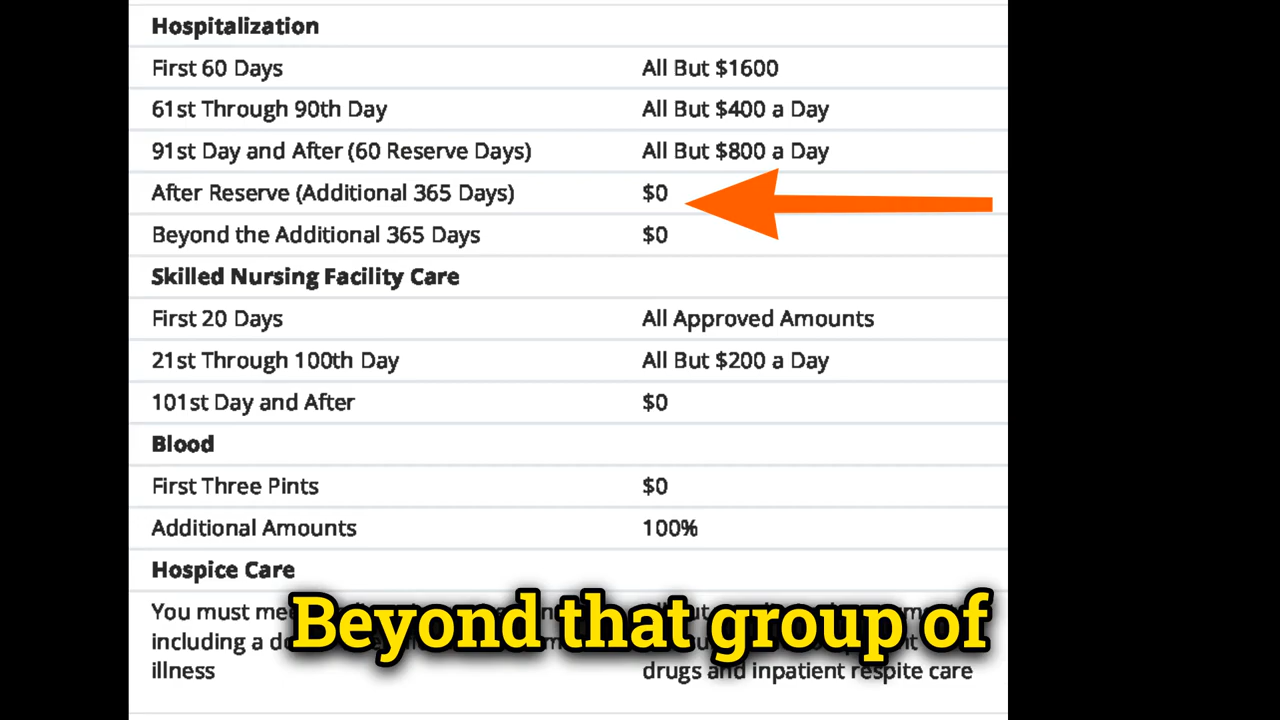 Hospitalization
First 60 Days All But $1600
61st Through 90th Day All But $400 a Day
91st Day and After (60 Reserve Days) All But $800 a Day
After Reserve (Additional 365 Days) $0
Beyond the Additional 365 Days $0
Skilled Nursing Facility Care
First 20 Days All Approved Amounts
21st Through 100th Day All But $200 a Day
101st Day and After $0
Blood
First Three Pints $0
Additional Amounts 100%
Hospice Care
You must
including a
illness drugs and inpatient respite care
Beyond that group of